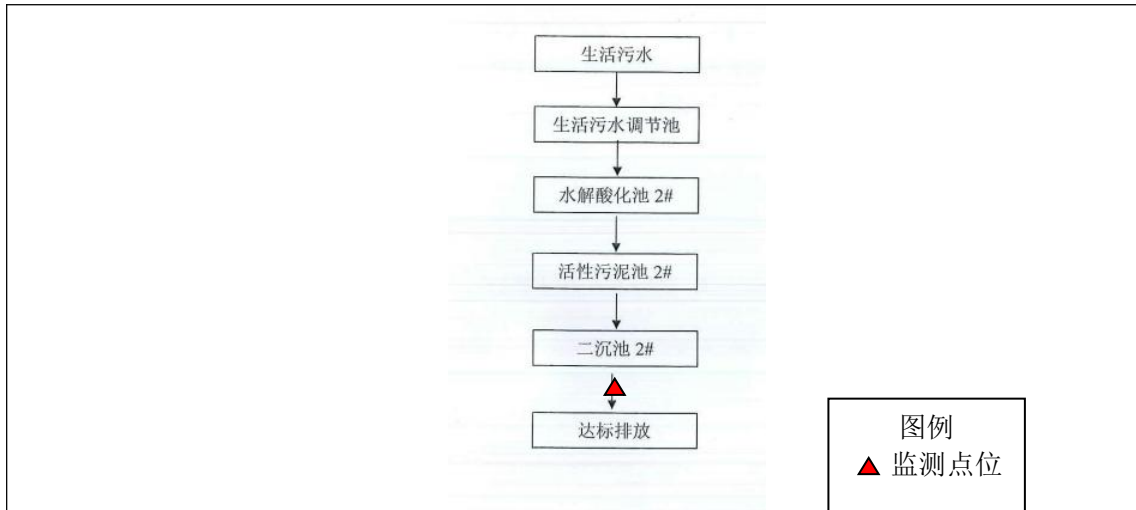 生活污水
生活污水调节池
水解酸化池 2#
活性污泥池 2#
二沉池 2#
达标排放
图例
监测点位